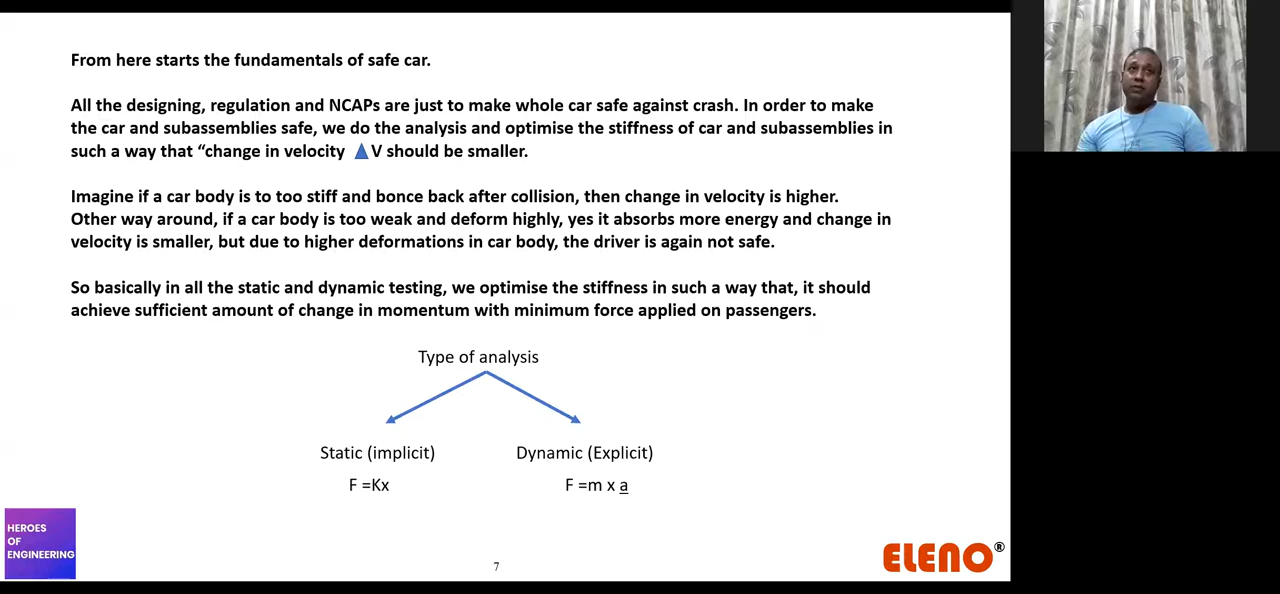 From here starts the fundamentals of safe car.
All the designing, regulation and NCAPs are just to make whole car safe against crash. In order to make
the car and subassemblies safe, we do the analysis and optimise the stiffness of car and subassemblies in
such a way that “change in velocity V should be smaller.
Imagine if a car body is to too stiff and bonce back after collision, then change in velocity is higher.
Other way around, if a car body is too weak and deform highly, yes it absorbs more energy and change in
velocity is smaller, but due to higher deformations in car body, the driver is again not safe.
So basically in all the static and dynamic testing, we optimise the stiffness in such a way that, it should
achieve sufficient amount of change in momentum with minimum force applied on passengers.
Type of analysis
Static (implicit) Dynamic (Explicit)
F =Kx F =m x a
HEROES
OF
ENGINEERING
7
ELENO®